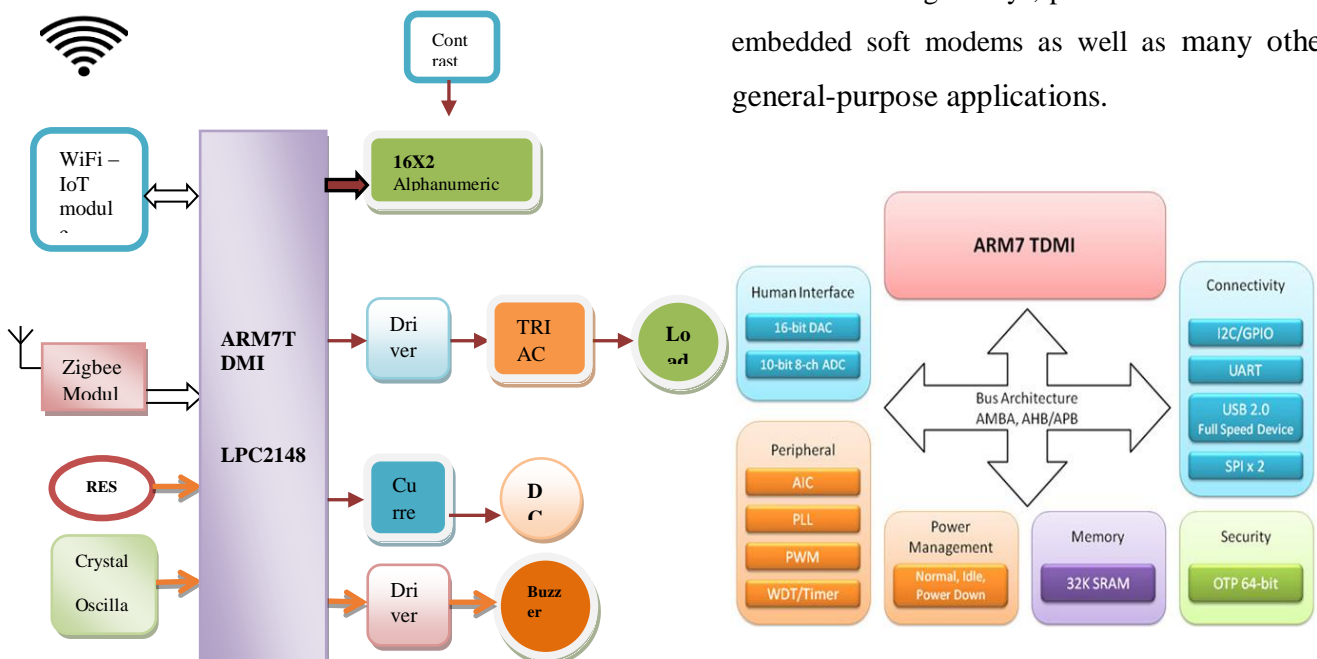 Cont
rast
WiFi –
IoT
modul
16X2
Alphanumeric
ARM7T
DMI
LPC2148
Dri
ver
TRI
AC
Lo
ad
Zigbee
Modul
RES
Cu
rre
D
C
Crystal
Oscilla
Dri
ver
Buzz
er
embedded soft modems as well as many othe
general-purpose applications.
ARM7 TDMI
Human Interface
16-bit DAC
10-bit 8-ch ADC
Connectivity
I2C/GPIO
UART
USB 2.0
Full Speed Device
SPI x 2
Bus Architecture
AMBA, AHB/APB
Peripheral
AIC
PLL
PWM
WDT/Timer
Power
Management
Normal, Idle,
Power Down
Memory
32K SRAM
Security
OTP 64-bit